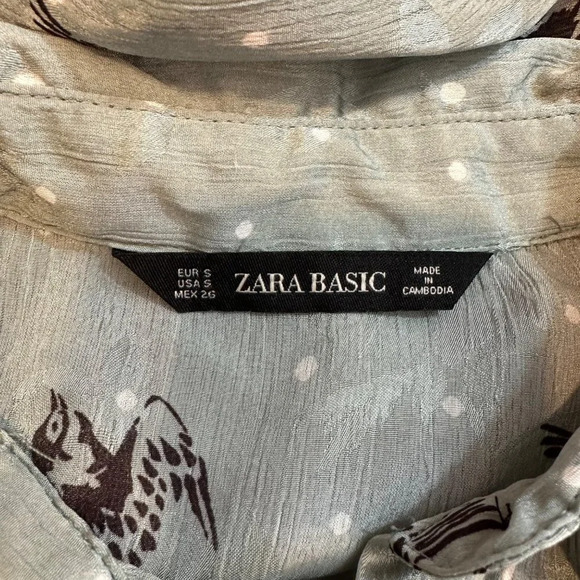 EUR S
USA S
MEX 26
ZARA BASIC
MADE
IN
CAMBODIA